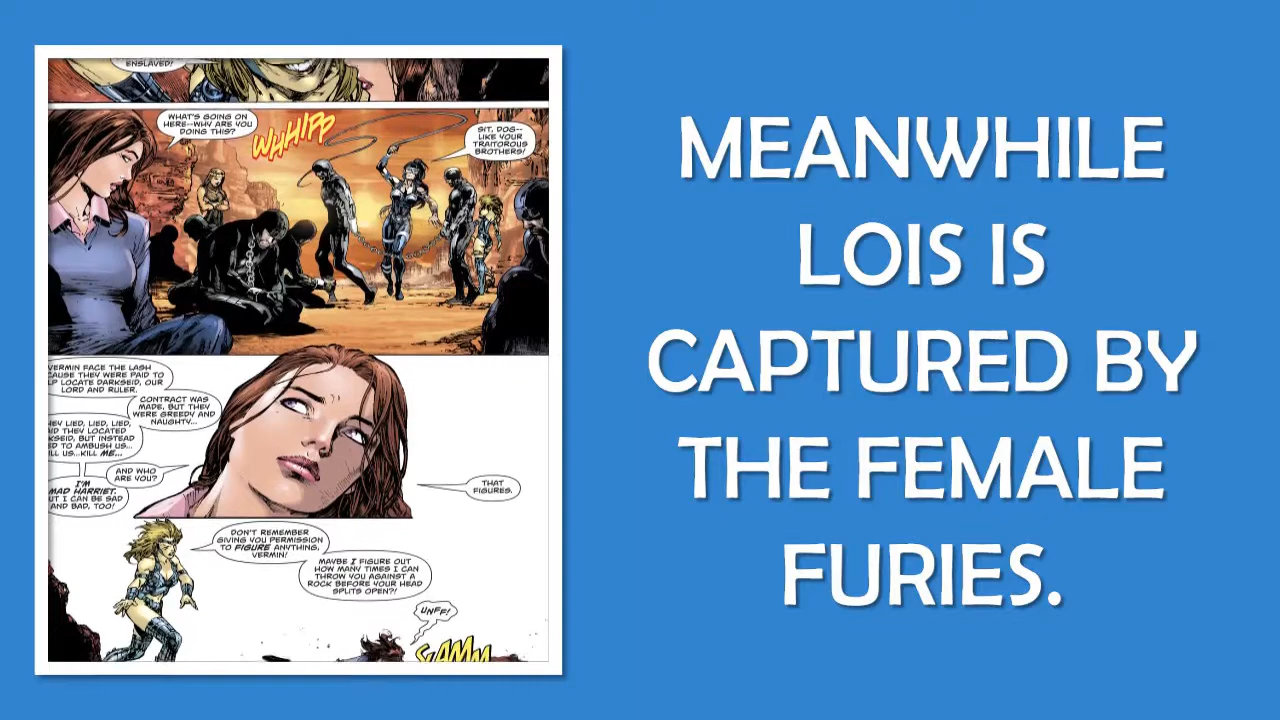 ENSLAVED!
WHAT'S GOING ON
HERE--WHY ARE YOU
DOING THIS?
WHHIPP
SIT, DOG--
LIKE YOUR
TRAITOROUS
BROTHERS!
VERMIN FACE THE LASH
CAUSE THEY WERE PAID TO
LP LOCATE DARKSEID, OUR
LORD AND RULER.
CONTRACT WAS
MADE. BUT THEY
WERE GREEDY AND
NAUGHTY...
HEY LIED, LIED, LIED,
ID THEY LOCATED
KSEID, BUT INSTEAD
ED TO AMBUSH US...
LL US...KILL ME...
AND WHO
ARE YOU?
I'M
MAD HARRIET.
UT I CAN BE SAD
AND BAD, TOO!
THAT
FIGURES.
DON'T REMEMBER
GIVING YOU PERMISSION
TO FIGURE ANYTHING,
VERMIN!
MAYBE I FIGURE OUT
HOW MANY TIMES I CAN
THROW YOU AGAINST A
ROCK BEFORE YOUR HEAD
SPLITS OPEN?!
UNFF!
SLAMM
MEANWHILE
LOIS IS
CAPTURED BY
THE FEMALE
FURIES.